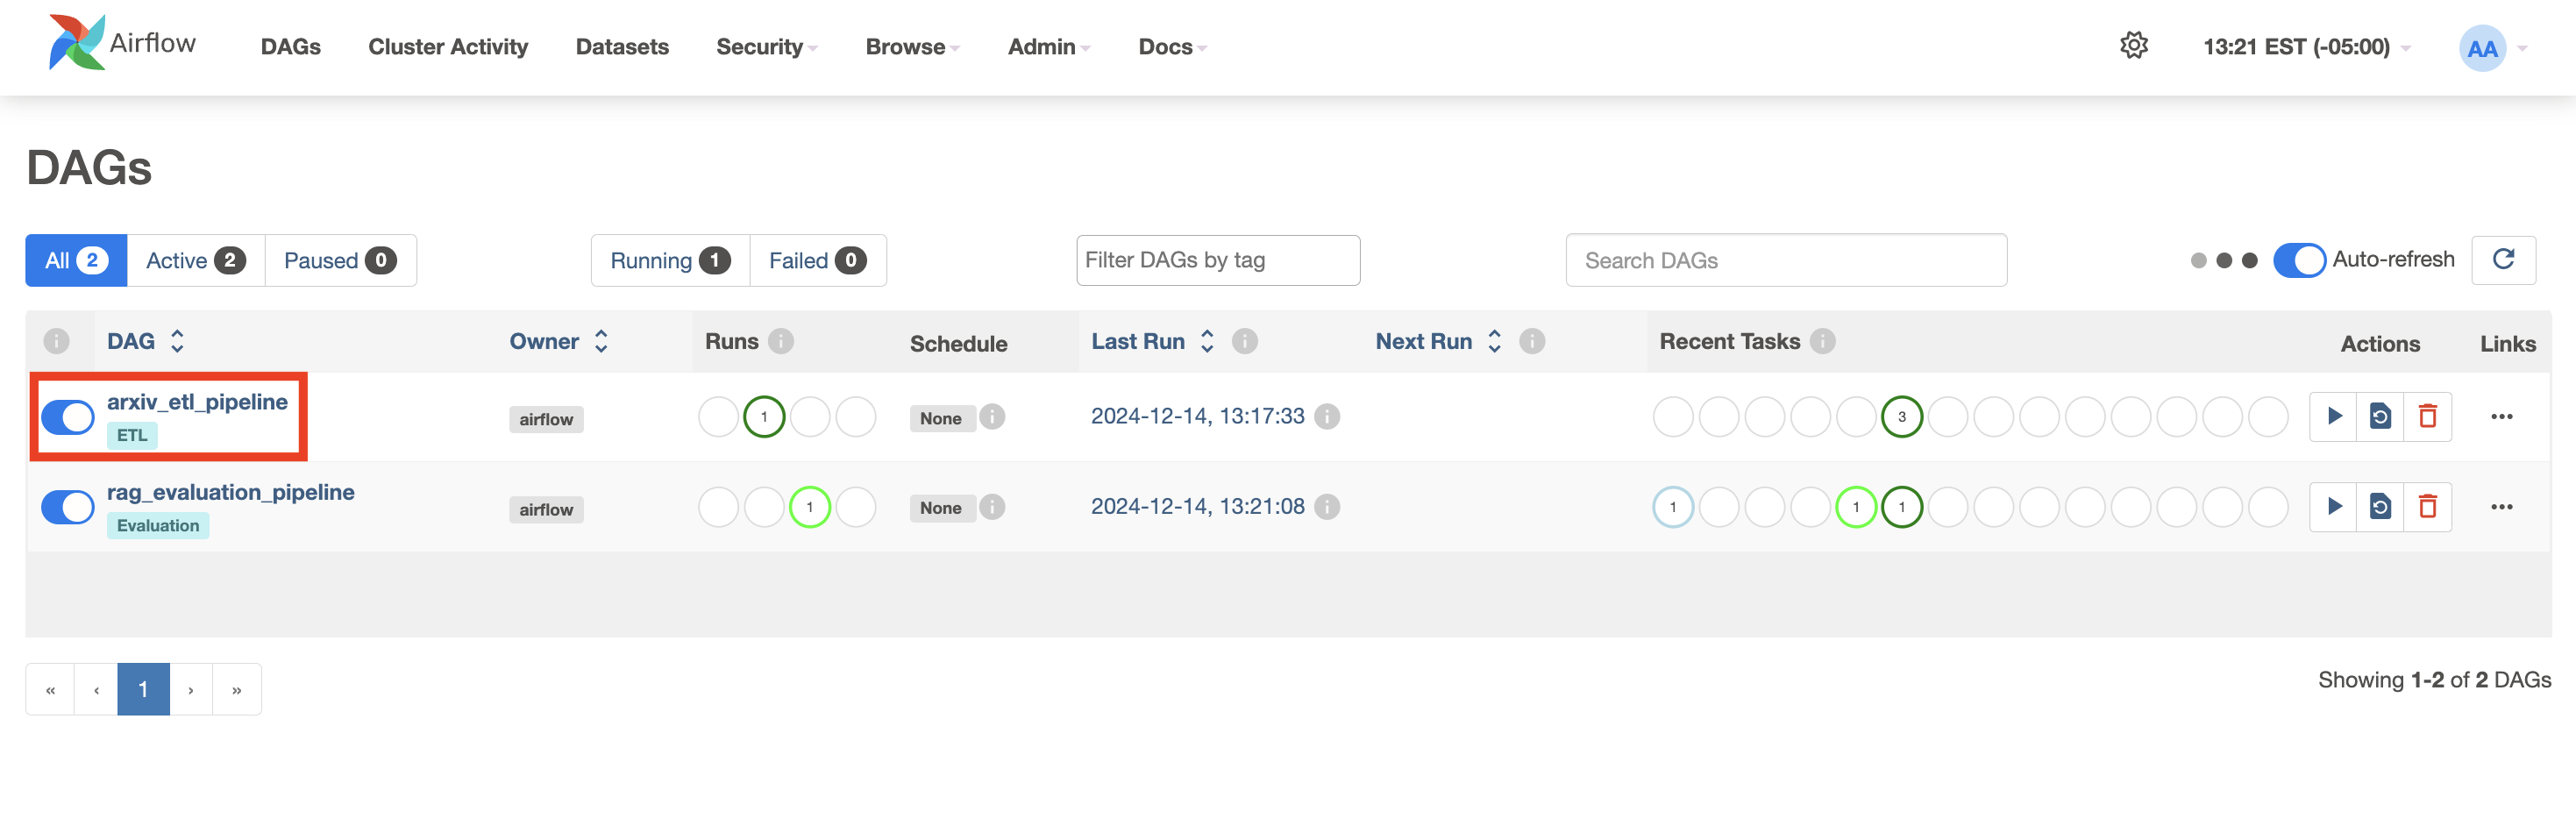 Airflow DAGs Cluster Activity Datasets Security Browse Admin Docs 13:21 EST (-05:00) AA
DAGs
All 2 Active 2 Paused 0 Running 1 Failed 0 Filter DAGs by tag Search DAGs Auto-refresh
DAG Owner Runs Schedule Last Run Next Run Recent Tasks Actions Links
arxiv_etl_pipeline airflow 1 None 2024-12-14, 13:17:33 3
ETL
rag_evaluation_pipeline airflow 1 None 2024-12-14, 13:21:08 1 1 1
Evaluation
« ‹ 1 › » Showing 1-2 of 2 DAGs